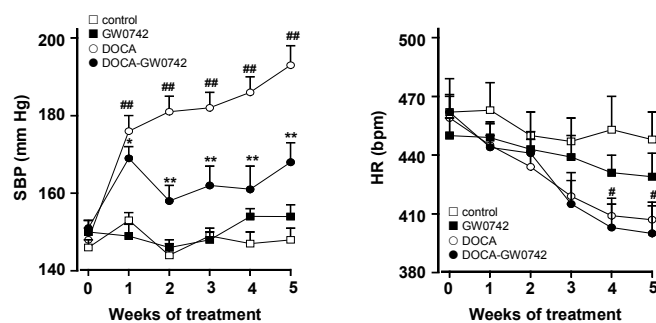 □ control
■ GW0742
○ DOCA
● DOCA-GW0742
SBP (mm Hg)
200
180
160
140
##
##
##
##
##
*
**
**
**
**
0 1 2 3 4 5
Weeks of treatment
HR (bpm)
500
470
440
410
380
#
#
□ control
■ GW0742
○ DOCA
● DOCA-GW0742
0 1 2 3 4 5
Weeks of treatment